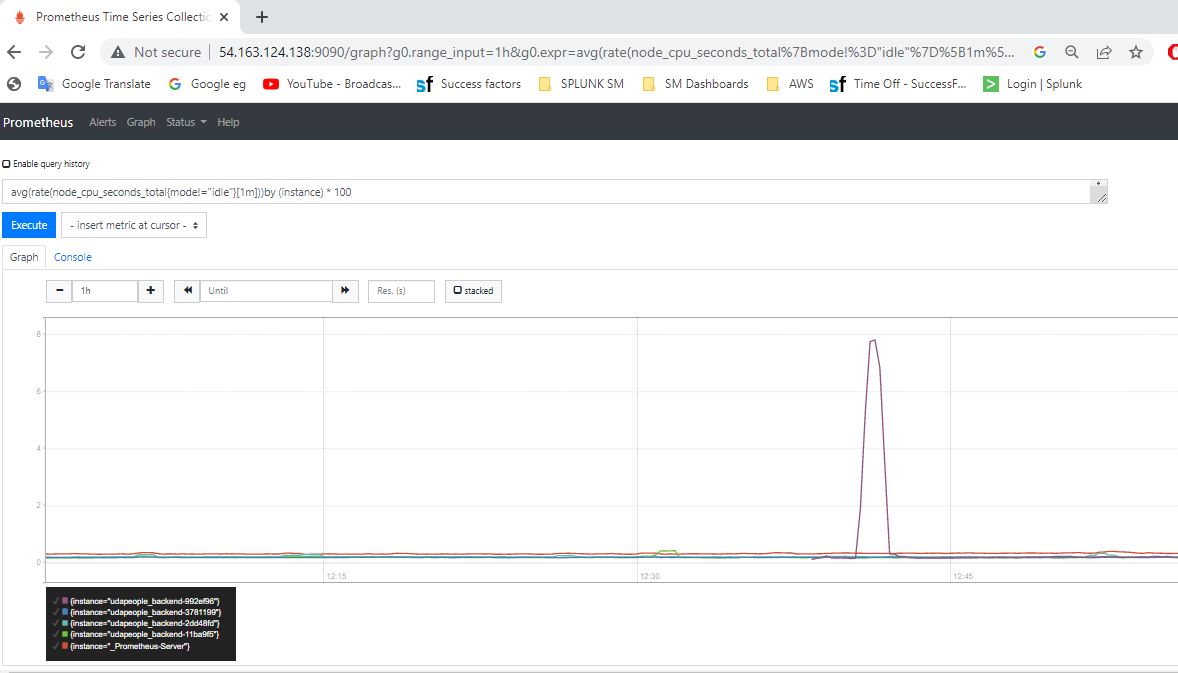 Prometheus Time Series Collectic
Not secure 54.163.124.138:9090/graph?g0.range_input=1h&g0.expr=avg(rate(node_cpu_seconds_total%7Bmode!%3D"idle"%7D%5B1m%5...
Google Translate Google eg YouTube - Broadcas... Success factors SPLUNK SM SM Dashboards AWS Time Off - SuccessF... Login | Splunk
Prometheus Alerts Graph Status Help
Enable query history
avg(rate(node_cpu_seconds_total{mode!="idle"}[1m]))by (instance) * 100
Execute - insert metric at cursor -
Graph Console
1h Until Res. (s) stacked
8
6
4
2
0
12:15 12:30 12:45
{instance="udapeople_backend-992ef96"}
{instance="udapeople_backend-3781199"}
{instance="udapeople_backend-2dd48fd"}
{instance="udapeople_backend-11ba9f5"}
{instance="_Prometheus-Server"}